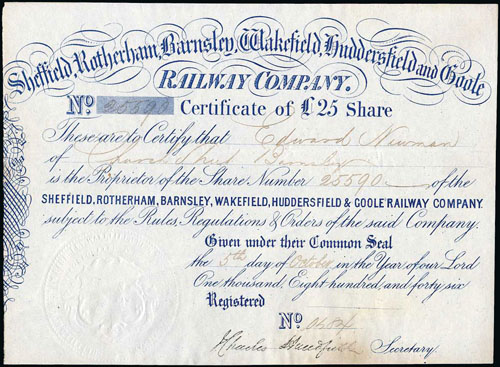 Sheffield, Rotherham, Barnsley, Wakefield, Huddersfield and Goole
RAILWAY COMPANY.
No 25590 Certificate of £25 Share
These are to Certify that Edward Newman
of Barnsley
is the Proprietor of the Share Number 25590 of the
SHEFFIELD, ROTHERHAM, BARNSLEY, WAKEFIELD, HUDDERSFIELD & GOOLE RAILWAY COMPANY
subject to the Rules, Regulations & Orders of the said Company.
Given under their Common Seal
the 5th day of October in the Year of our Lord
One thousand, Eight hundred, and forty six
Registered
No
Charles Secretary.